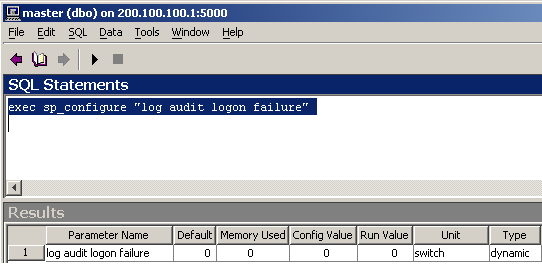 master (dbo) on 200.100.100.1:5000
File Edit SQL Data Tools Window Help
SQL Statements
exec sp_configure "log audit logon failure"
Results
Parameter Name Default Memory Used Config Value Run Value Unit Type
1 log audit logon failure 0 0 0 0 switch dynamic